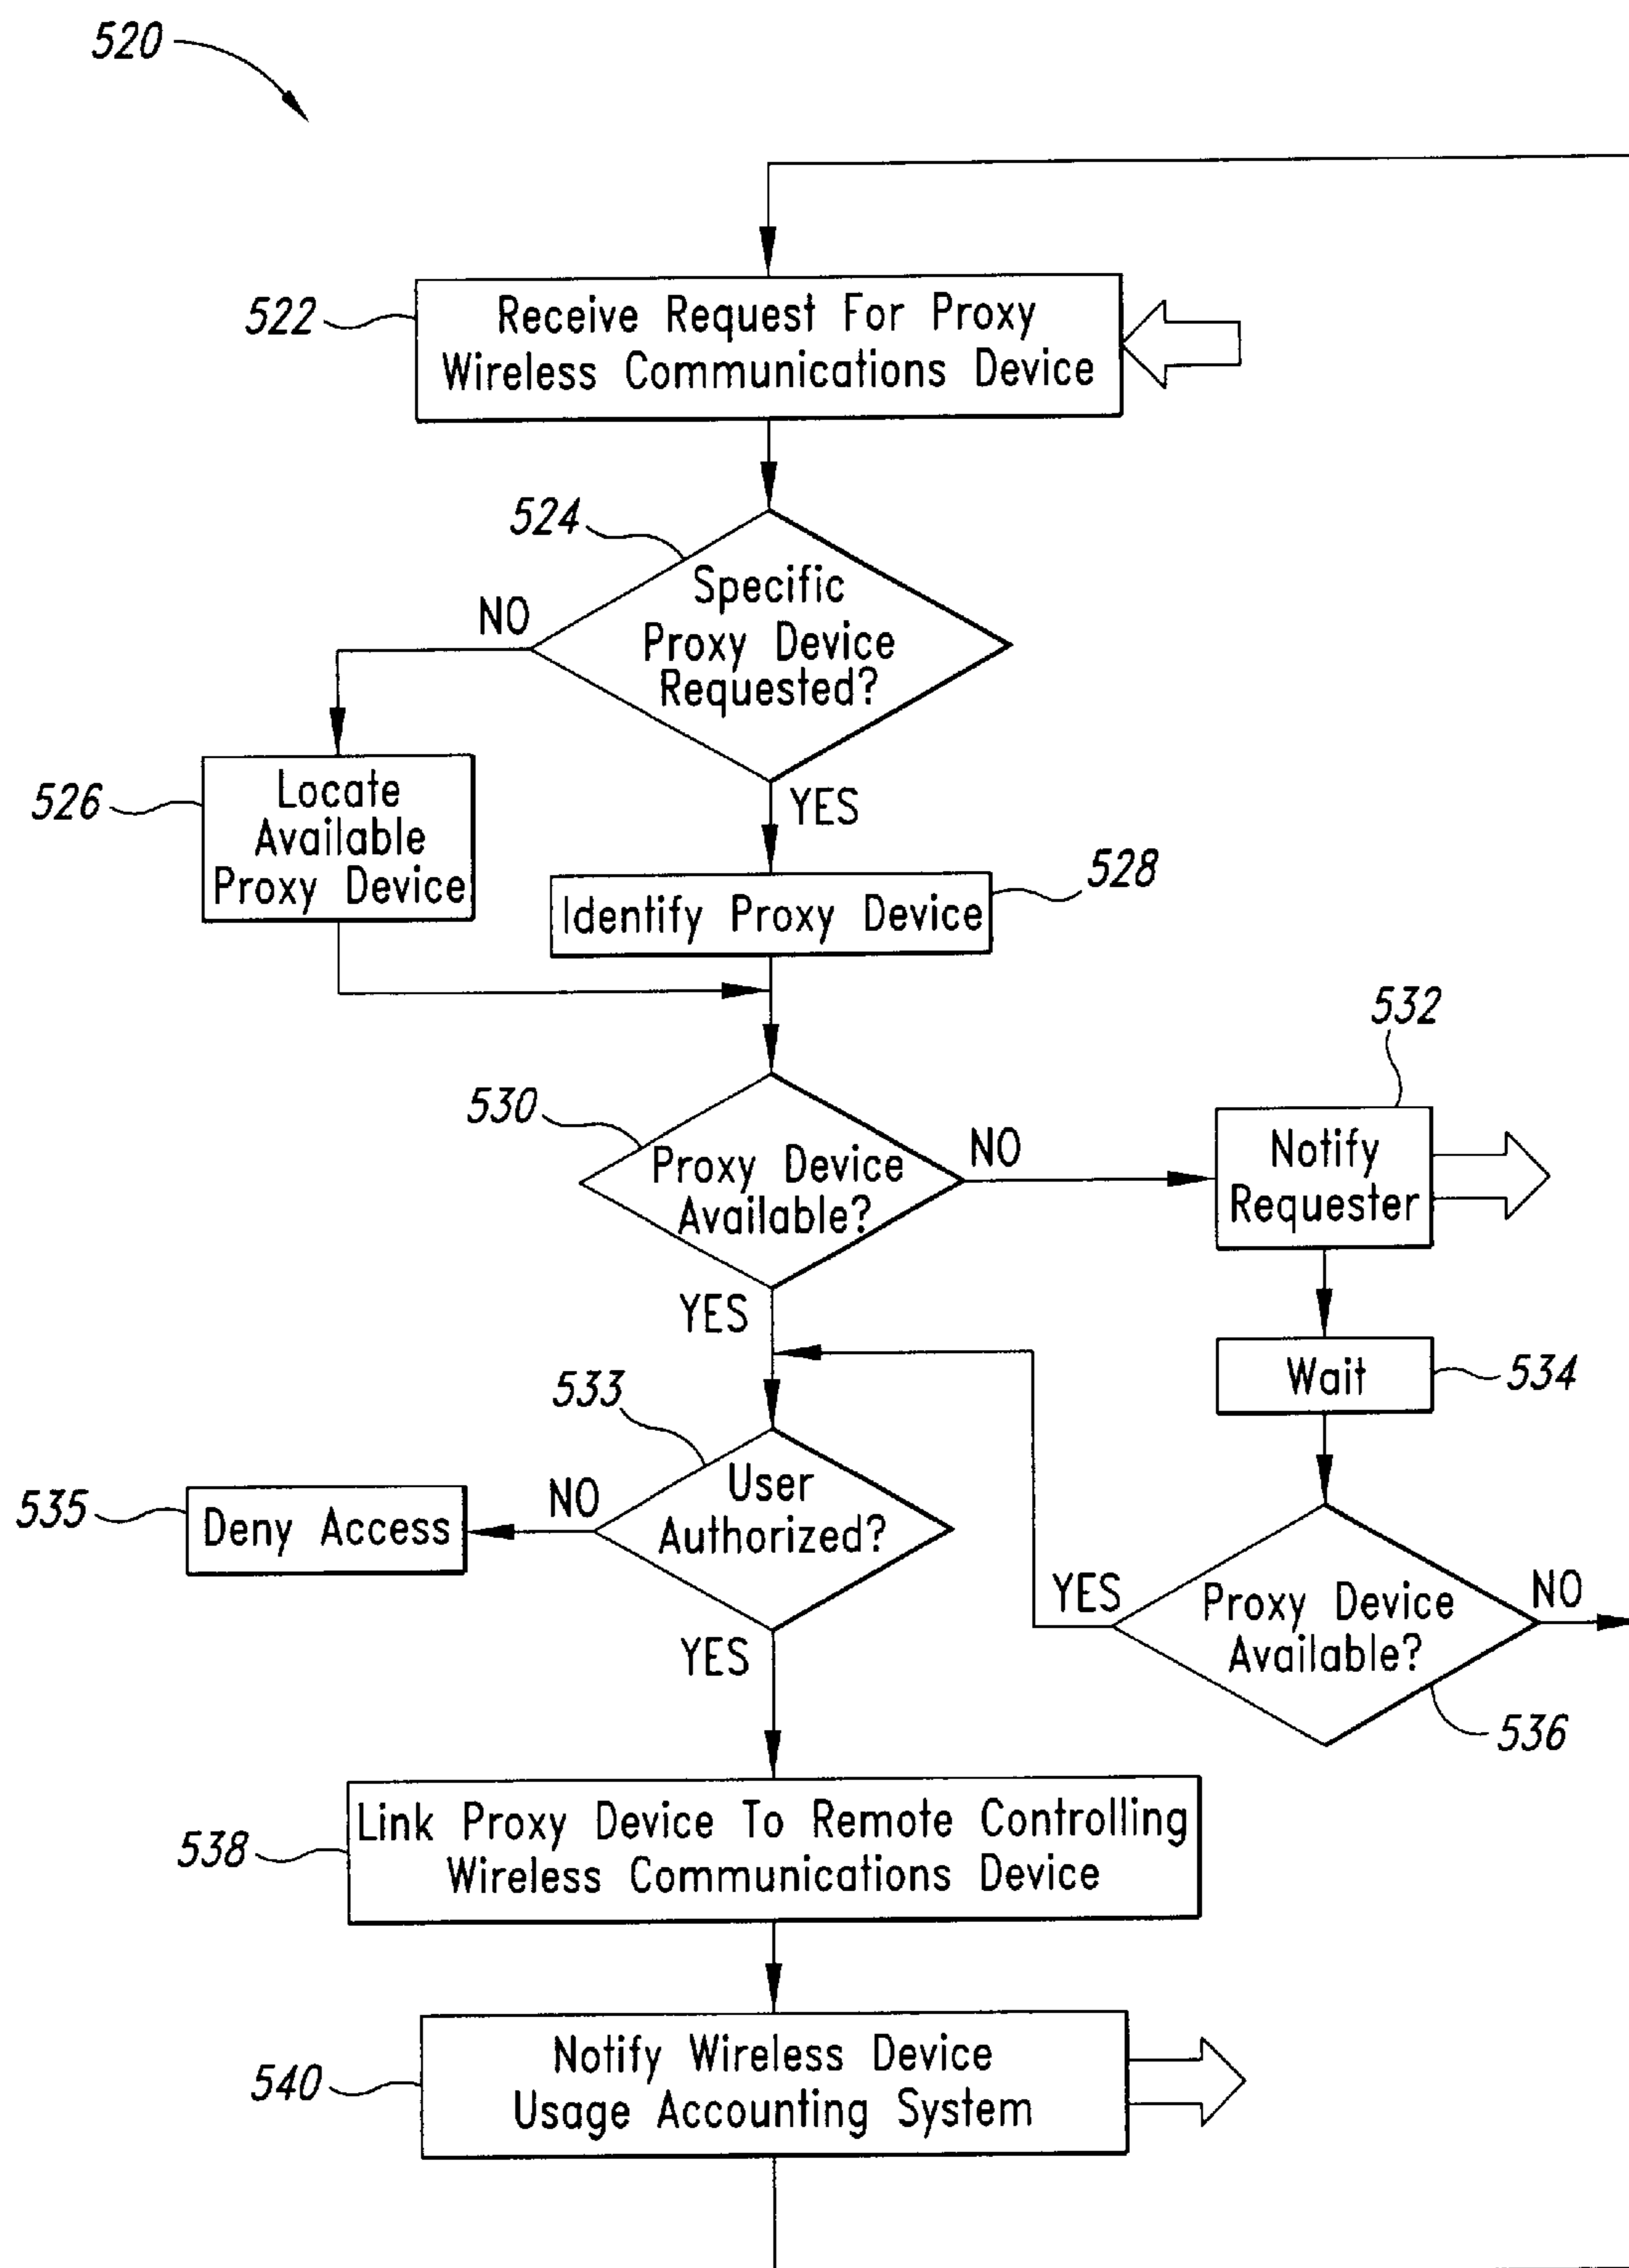 520
522
Receive Request For Proxy
Wireless Communications Device
524
Specific
Proxy Device
Requested?
NO
YES
526
Locate
Available
Proxy Device
528
Identify Proxy Device
532
530
Proxy Device
Available?
NO
Notify
Requester
YES
Wait
534
533
User
Authorized?
NO
535
Deny Access
YES
YES
Proxy Device
Available?
NO
536
538
Link Proxy Device To Remote Controlling
Wireless Communications Device
540
Notify Wireless Device
Usage Accounting System